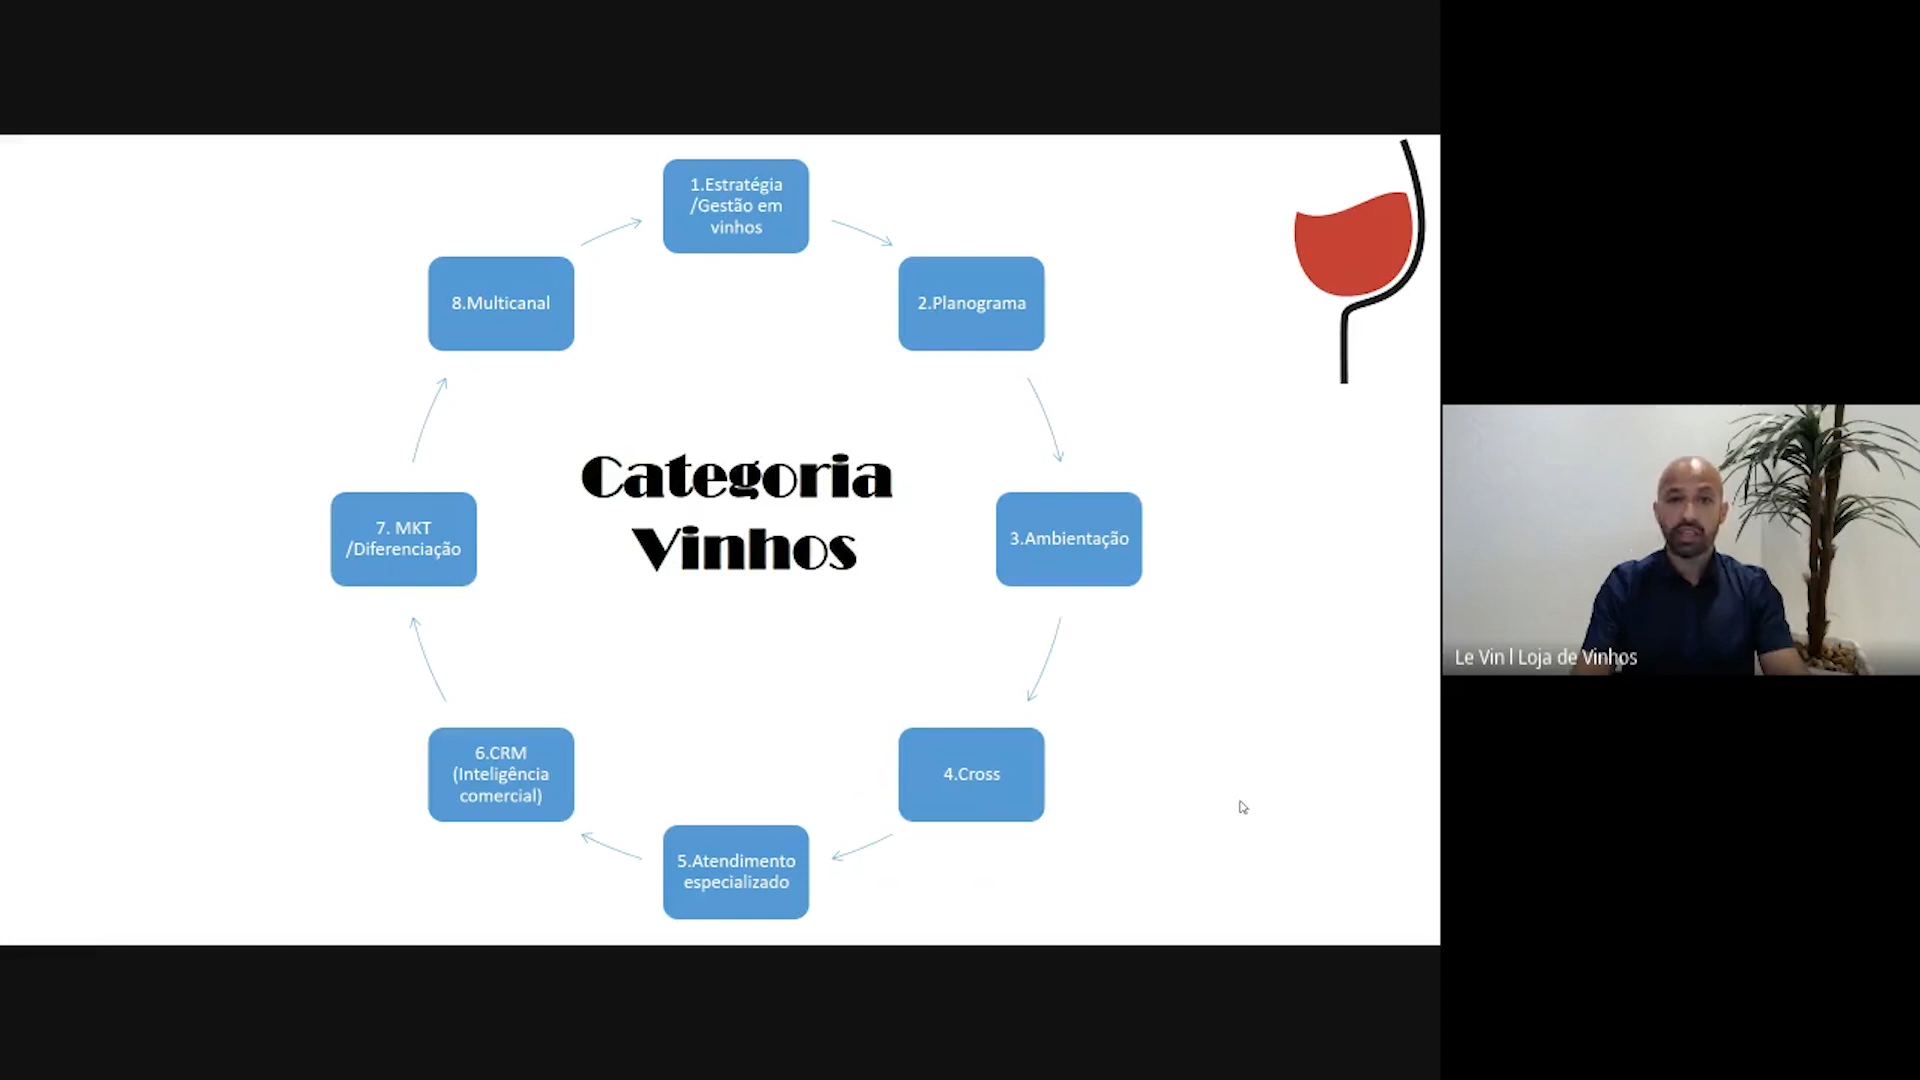 1.Estratégia
/Gestão em
vinhos
2.Planograma
3.Ambientação
4.Cross
5.Atendimento
especializado
6.CRM
(Inteligência
comercial)
7. MKT
/Diferenciação
8.Multicanal
Categoria
Vinhos
Le Vin l Loja de Vinhos